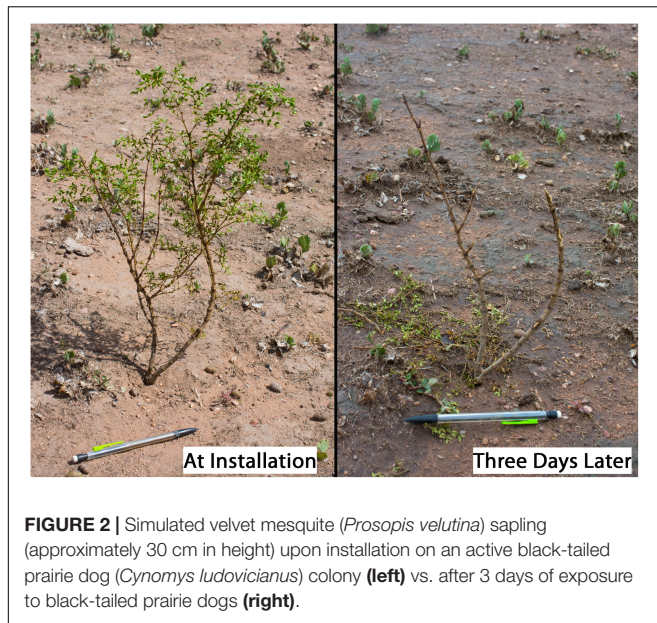 At Installation
Three Days Later
FIGURE 2 | Simulated velvet mesquite (Prosopis velutina) sapling
(approximately 30 cm in height) upon installation on an active black-tailed
prairie dog (Cynomys ludovicianus) colony (left) vs. after 3 days of exposure
to black-tailed prairie dogs (right).